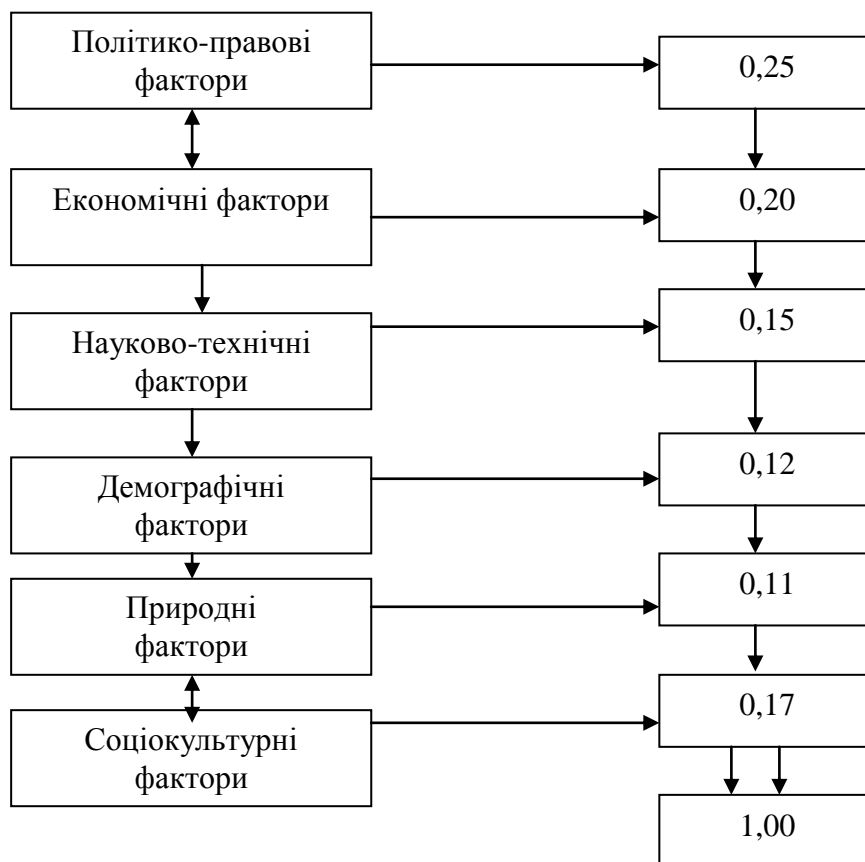 Політико-правові
фактори
0,25
Економічні фактори
0,20
Науково-технічні
фактори
0,15
Демографічні
фактори
0,12
Природні
фактори
0,11
Соціокультурні
фактори
0,17
1,00